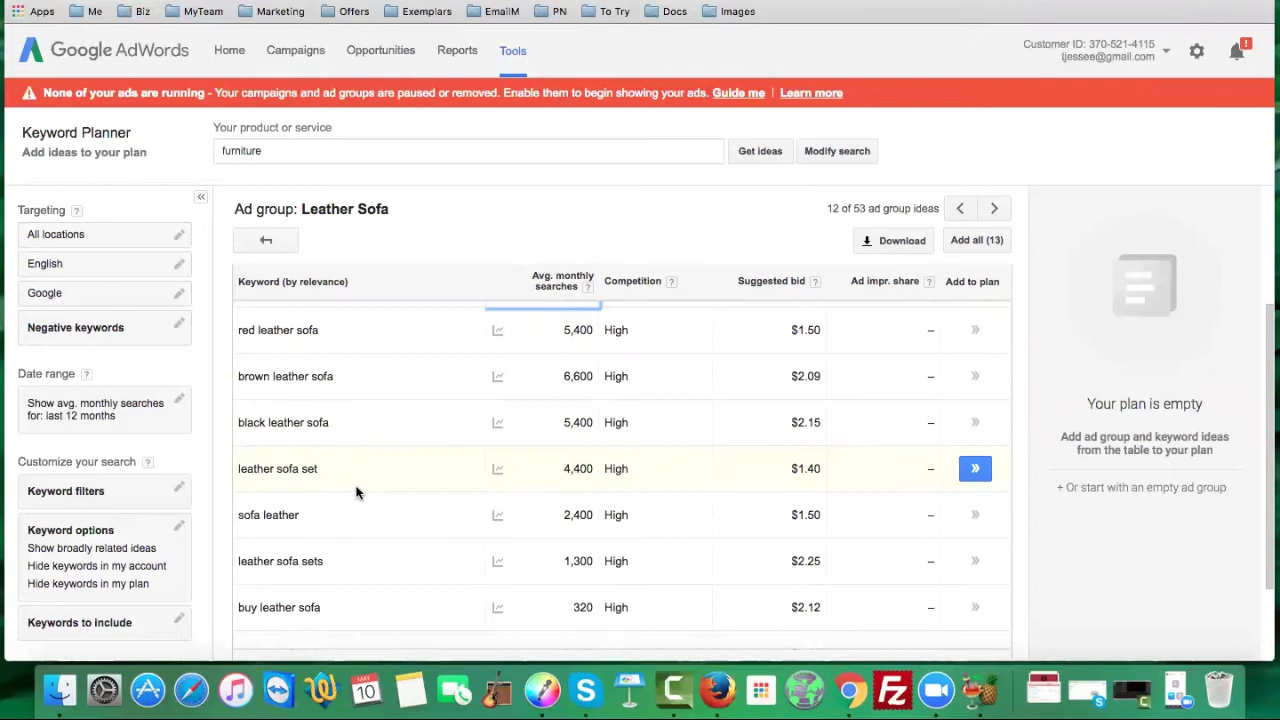 Apps Me Biz MyTeam Marketing Offers Exemplars EmailM PN To Try Docs Images
Google AdWords Home Campaigns Opportunities Reports Tools
Customer ID: 370-521-4115
tjessee@gmail.com
!
None of your ads are running - Your campaigns and ad groups are paused or removed. Enable them to begin showing your ads. Guide me | Learn more
Keyword Planner
Add ideas to your plan
Your product or service
furniture
Get ideas
Modify search
Targeting ?
All locations
English
Google
Negative keywords
Date range ?
Show avg. monthly searches
for: last 12 months
Customize your search ?
Keyword filters
Keyword options
Show broadly related ideas
Hide keywords in my account
Hide keywords in my plan
Keywords to include
Ad group: Leather Sofa
12 of 53 ad group ideas
Download
Add all (13)
Keyword (by relevance) Avg. monthly searches ? Competition ? Suggested bid ? Ad impr. share ? Add to plan
red leather sofa 5,400 High $1.50 –
brown leather sofa 6,600 High $2.09 –
black leather sofa 5,400 High $2.15 –
leather sofa set 4,400 High $1.40 –
sofa leather 2,400 High $1.50 –
leather sofa sets 1,300 High $2.25 –
buy leather sofa 320 High $2.12 –
Your plan is empty
Add ad group and keyword ideas
from the table to your plan
+ Or start with an empty ad group
MAY
10
S
C
FZ